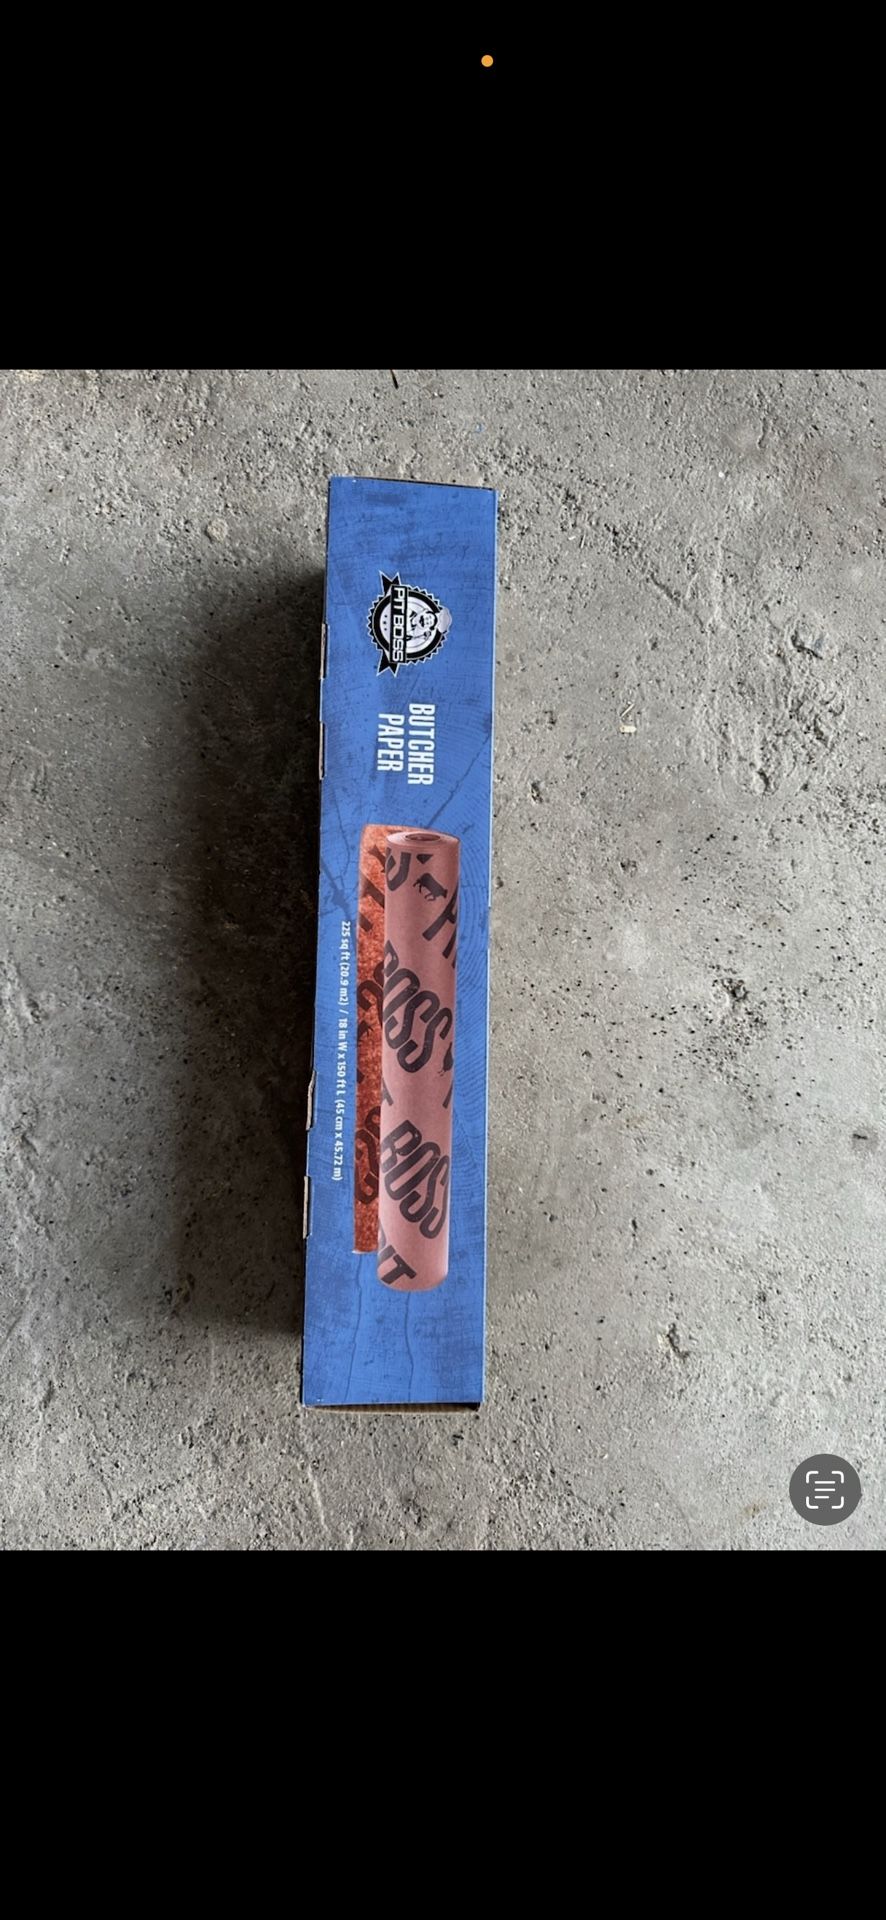 PIT BOSS
BUTCHER
PAPER
BOSS
BOSS
PIT
225 sq ft (20.9 m2) / 18 in W x 150 ft L (45 cm x 45.72 m)